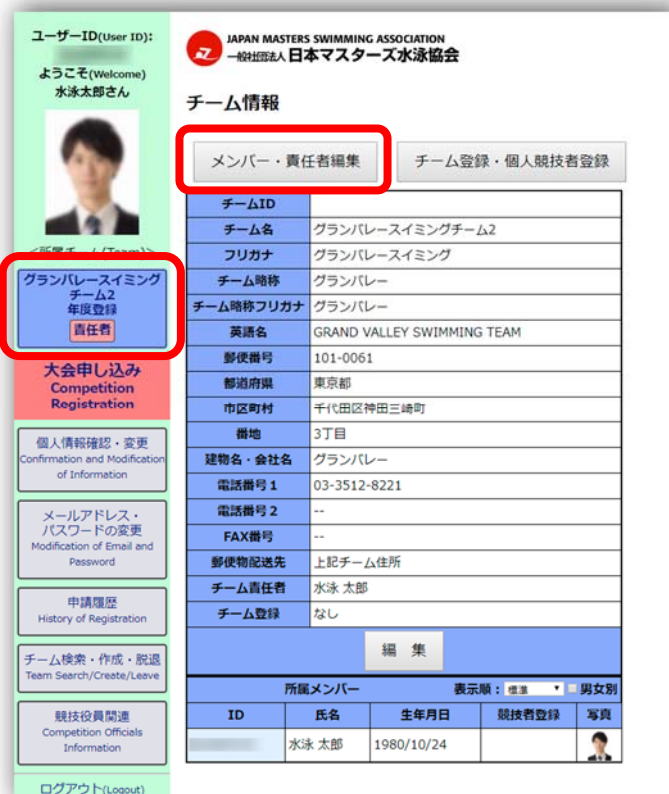 ユーザーID(User ID):
ようこそ(Welcome)
水泳太郎さん
<所属チーム(Team)>
グランバレースイミング
チーム2
年度登録
責任者
大会申し込み
Competition
Registration
個人情報確認・変更
Confirmation and Modification
of Information
メールアドレス・
パスワードの変更
Modification of Email and
Password
申請履歴
History of Registration
チーム検索・作成・脱退
Team Search/Create/Leave
競技役員関連
Competition Officials
Information
ログアウト(Logout)
JAPAN MASTERS SWIMMING ASSOCIATION
一般社団法人日本マスターズ水泳協会
チーム情報
メンバー・責任者編集 チーム登録・個人競技者登録
チームID
チーム名 グランバレースイミングチーム2
フリガナ グランバレースイミング
チーム略称 グランバレー
チーム略称フリガナ グランバレー
英語名 GRAND VALLEY SWIMMING TEAM
郵便番号 101-0061
都道府県 東京都
市区町村 千代田区神田三崎町
番地 3丁目
建物名・会社名 グランバレー
電話番号1 03-3512-8221
電話番号2 --
FAX番号 --
郵便物配送先 上記チーム住所
チーム責任者 水泳 太郎
チーム登録 なし
編 集
所属メンバー 表示順：標準 男女別
ID 氏名 生年月日 競技者登録 写真
水泳 太郎 1980/10/24